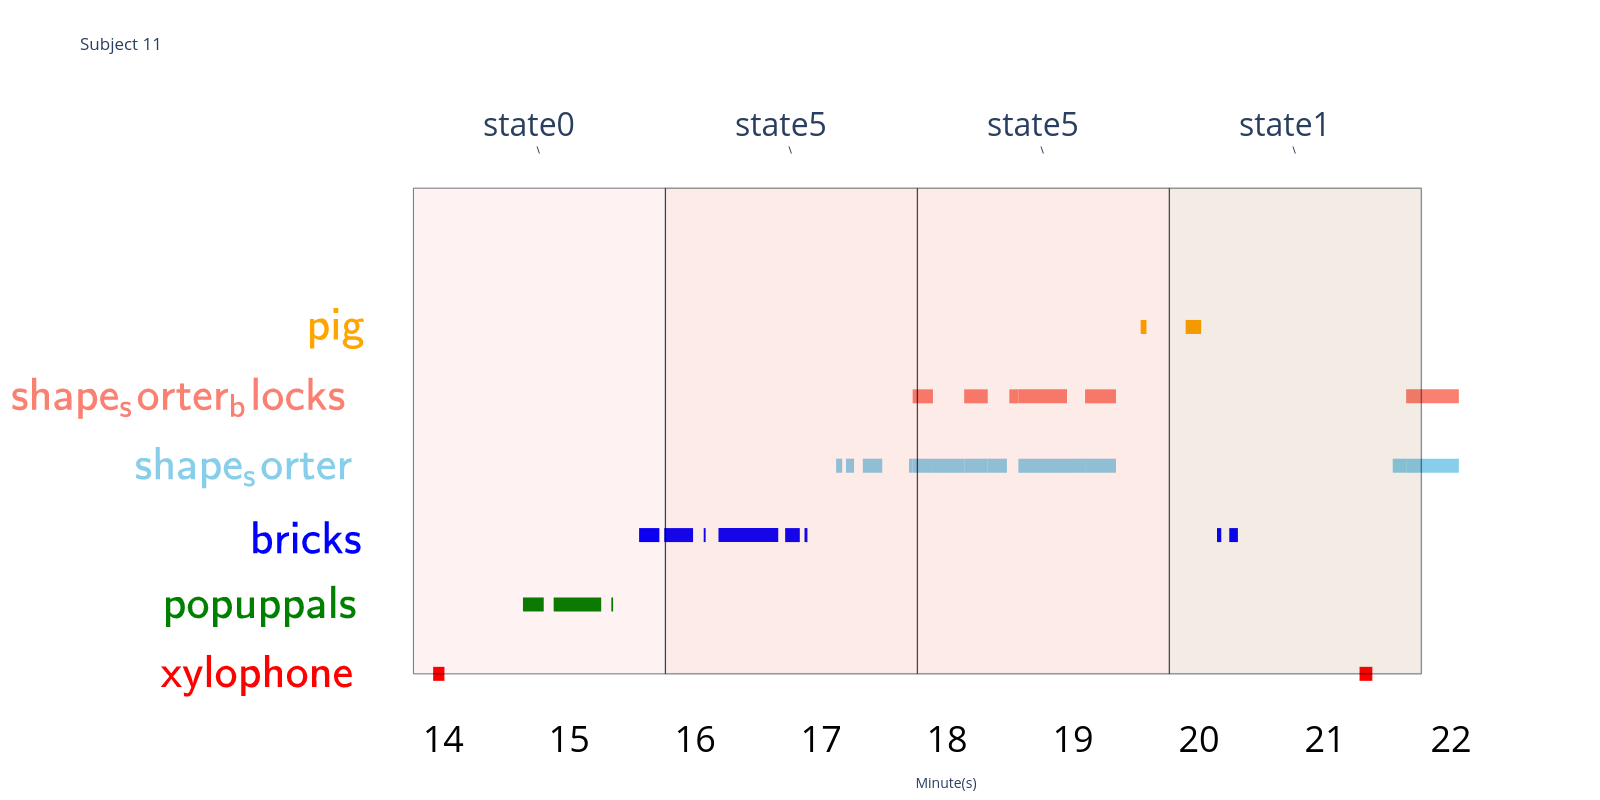 Subject 11
state0 state5 state5 state1
pig
shapesorterblocks
shapesorter
bricks
popuppals
xylophone
14 15 16 17 18 19 20 21 22
Minute(s)